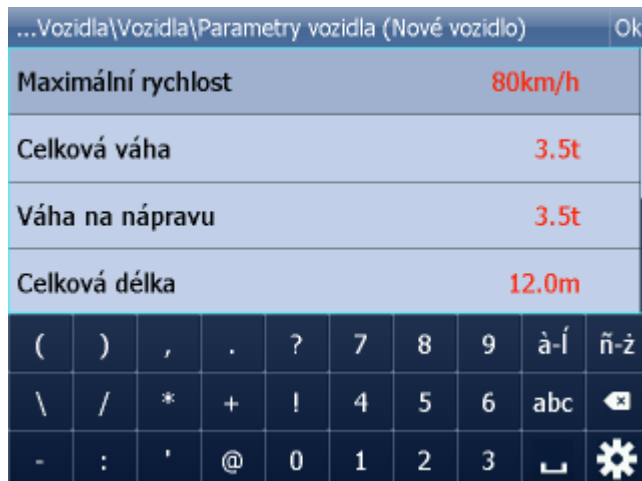 ...Vozidla\Vozidla\Parametry vozidla (Nové vozidlo) Ok
Maximální rychlost 80km/h
Celková váha 3.5t
Váha na nápravu 3.5t
Celková délka 12.0m
( ) , . ? 7 8 9 à-Í ñ-ż
\ / * + ! 4 5 6 abc
- : ' @ 0 1 2 3